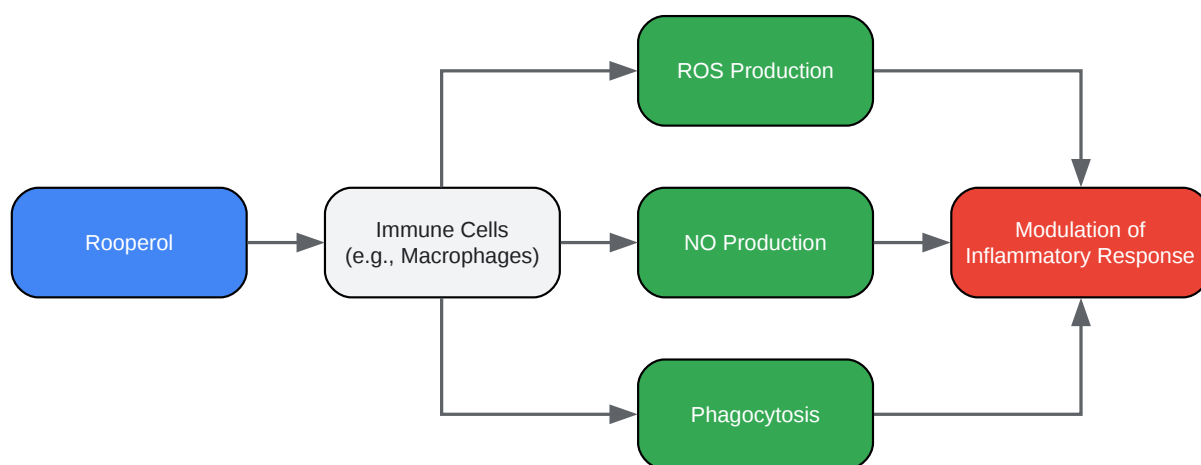 ROS Production
Rooperol
Immune Cells
(e.g., Macrophages)
NO Production
Modulation of
Inflammatory Response
Phagocytosis